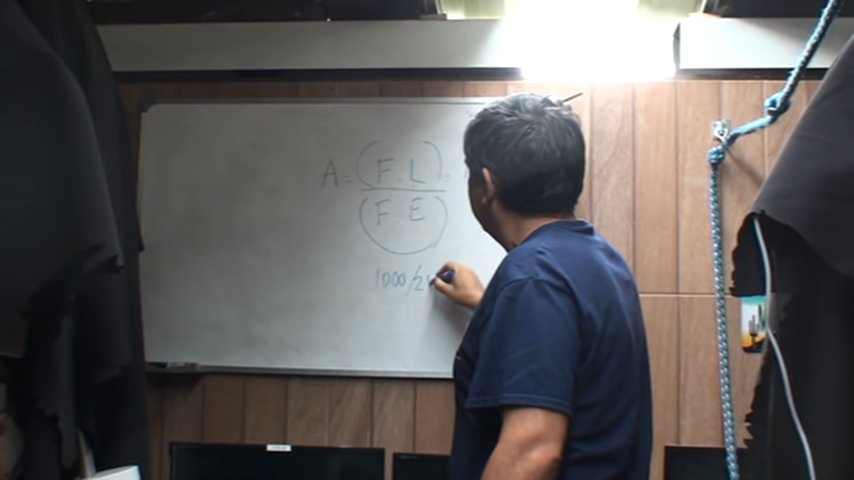 A = (F.L) .
(F E)
1000/2